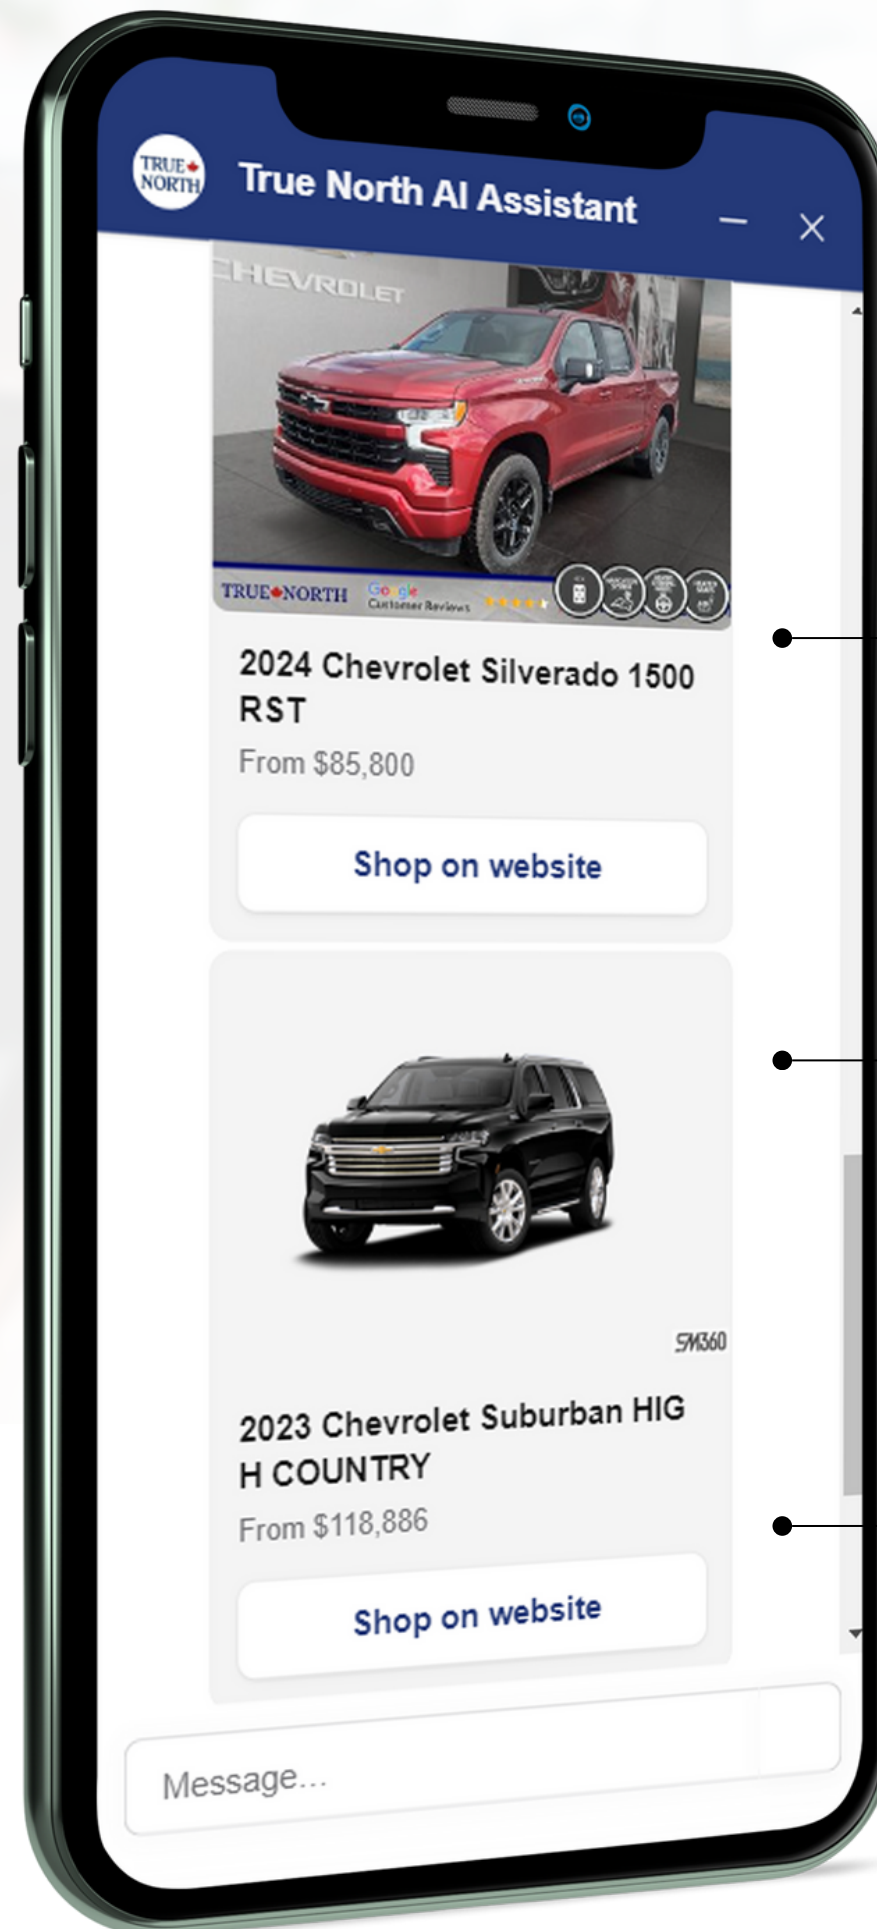 TRUE
NORTH
True North AI Assistant
CHEVROLET
TRUE NORTH
Google
Customer Reviews
2024 Chevrolet Silverado 1500
RST
From $85,800
Shop on website
SM360
2023 Chevrolet Suburban HIG
H COUNTRY
From $118,886
Shop on website
Message...